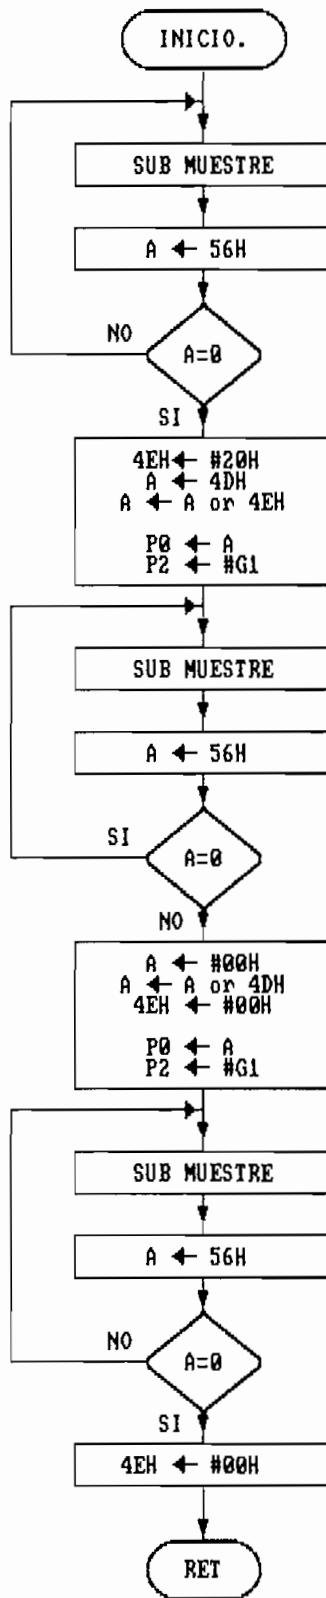 INICIO.
SUB MUESTRE
A ← 56H
NO
A=0
SI
4EH← #20H
A ← 4DH
A ← A or 4EH
P0 ← A
P2 ← #G1
SUB MUESTRE
A ← 56H
SI
A=0
NO
A ← #00H
A ← A or 4DH
4EH ← #00H
P0 ← A
P2 ← #G1
SUB MUESTRE
A ← 56H
NO
A=0
SI
4EH ← #00H
RET